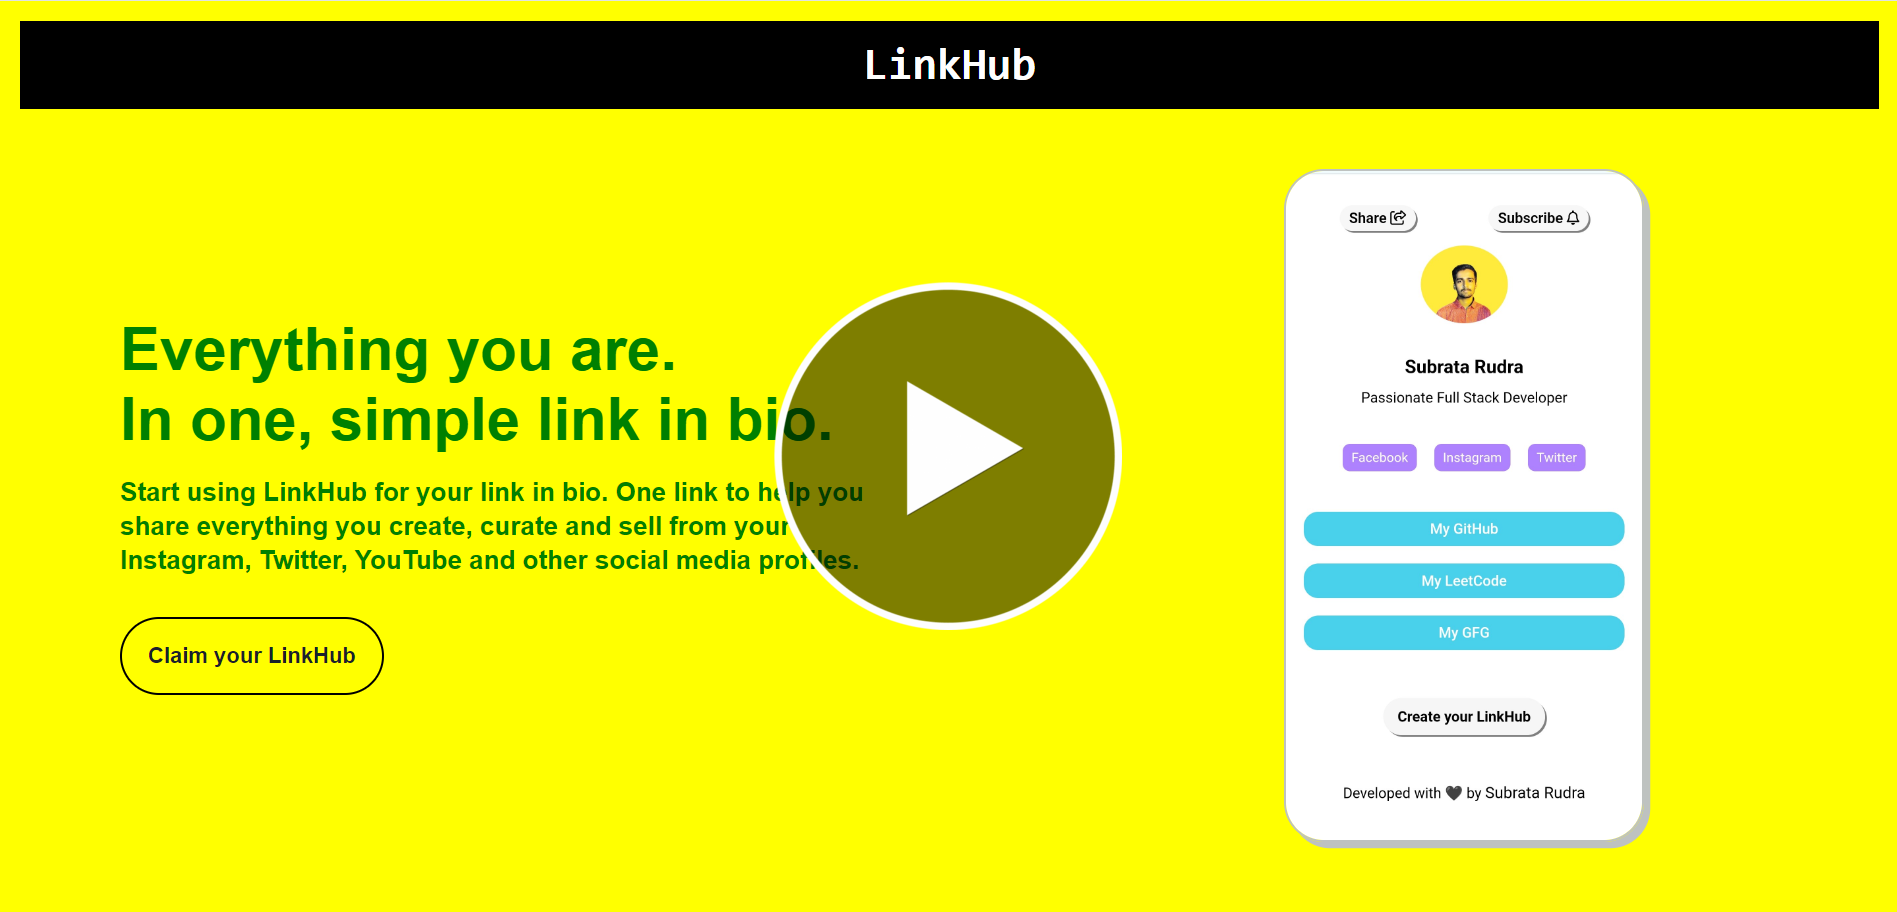 LinkHub
Everything you are.
In one, simple link in bio.
Start using LinkHub for your link in bio. One link to help you
share everything you create, curate and sell from your
Instagram, Twitter, YouTube and other social media profiles.
Claim your LinkHub
Share
Subscribe
Subrata Rudra
Passionate Full Stack Developer
Facebook
Instagram
Twitter
My GitHub
My LeetCode
My GFG
Create your LinkHub
Developed with 🖤 by Subrata Rudra